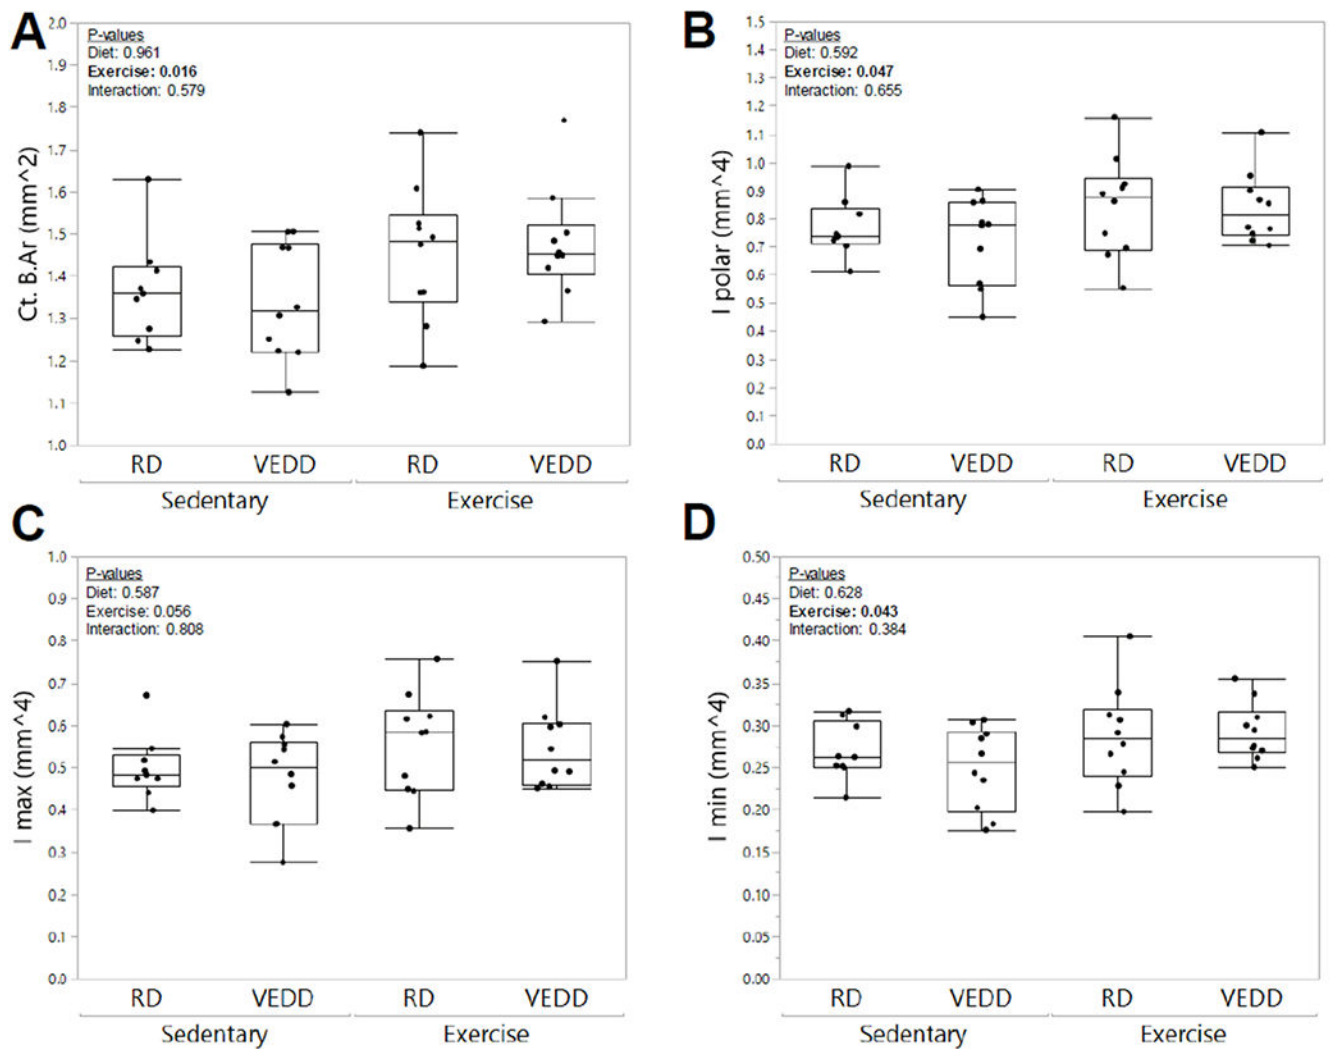 A
P-values
Diet: 0.961
Exercise: 0.016
Interaction: 0.579
Ct. B.Ar (mm^2)
2.0
1.9
1.8
1.7
1.6
1.5
1.4
1.3
1.2
1.1
1.0
RD VEDD RD VEDD
Sedentary Exercise
B
P-values
Diet: 0.592
Exercise: 0.047
Interaction: 0.655
I polar (mm^4)
1.5
1.4
1.3
1.2
1.1
1.0
0.9
0.8
0.7
0.6
0.5
0.4
0.3
0.2
0.1
0.0
RD VEDD RD VEDD
Sedentary Exercise
C
P-values
Diet: 0.587
Exercise: 0.056
Interaction: 0.808
I max (mm^4)
1.0
0.9
0.8
0.7
0.6
0.5
0.4
0.3
0.2
0.1
0.0
RD VEDD RD VEDD
Sedentary Exercise
D
P-values
Diet: 0.628
Exercise: 0.043
Interaction: 0.384
I min (mm^4)
0.50
0.45
0.40
0.35
0.30
0.25
0.20
0.15
0.10
0.05
0.00
RD VEDD RD VEDD
Sedentary Exercise